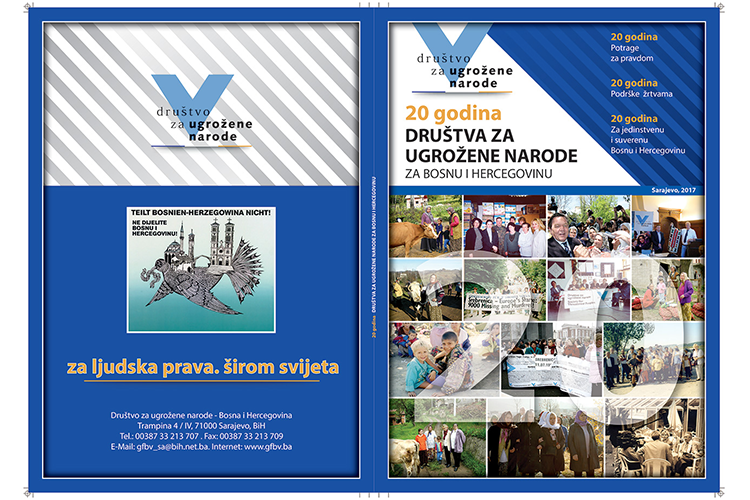 društvo
za ugrožene
narode
TEILT BOSNIEN-HERZEGOWINA NICHT!
NE DIJELITE
BOSNU I
HERCEGOVINU!
za ljudska prava. širom svijeta
Društvo za ugrožene narode - Bosna i Hercegovina
Trampina 4 / IV, 71000 Sarajevo, BiH
Tel.: 00387 33 213 707 . Fax: 00387 33 213 709
E-Mail: gfbv_sa@bih.net.ba. Internet: www.gfbv.ba
20 godina DRUŠTVA ZA UGROŽENE NARODE ZA BOSNU I HERCEGOVINU
društvo
za ugrožene
narode
20 godina
DRUŠTVA ZA
UGROŽENE NARODE
ZA BOSNU I HERCEGOVINU
20 godina
Potrage
za pravdom
20 godina
Podrške žrtvama
20 godina
Za jedinstvenu
i suverenu
Bosnu i Hercegovinu
Sarajevo, 2017
20
Srebrenica - Europe's
9000 Missing and